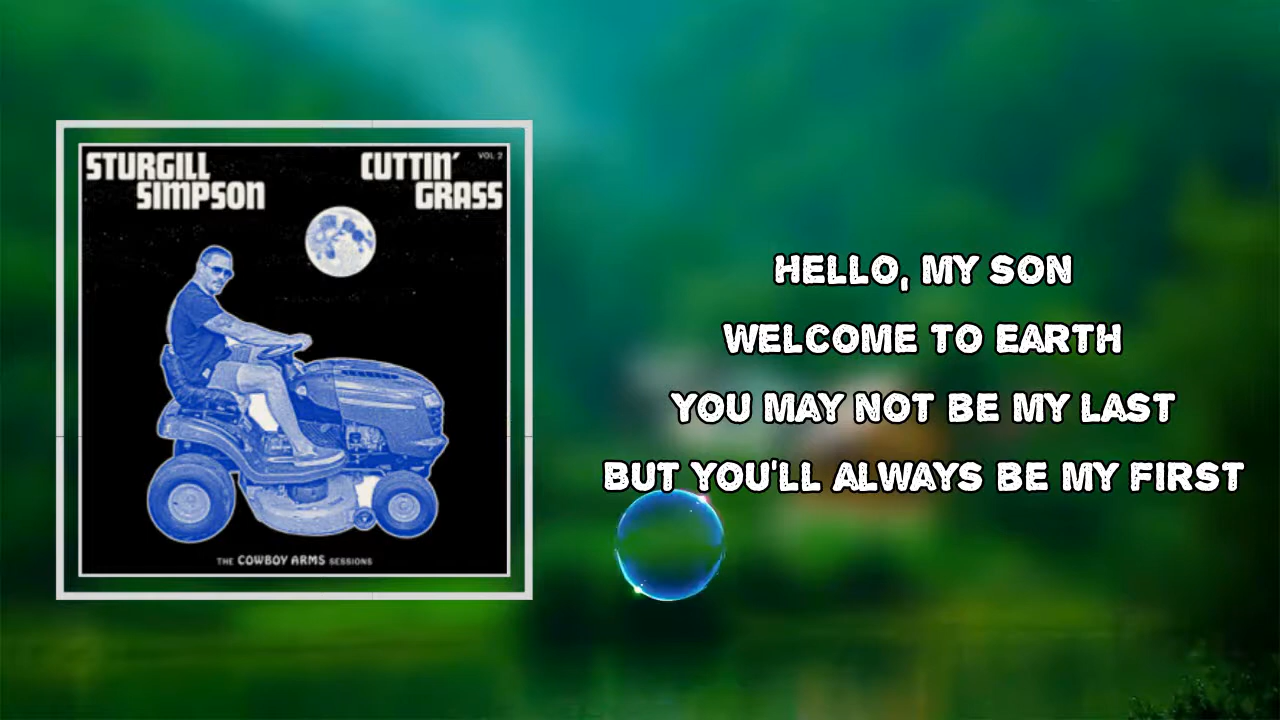 STURGILL
SIMPSON
CUTTIN'
GRASS
VOL 2
THE COWBOY ARMS SESSIONS
HELLO, MY SON
WELCOME TO EARTH
YOU MAY NOT BE MY LAST
BUT YOU'LL ALWAYS BE MY FIRST